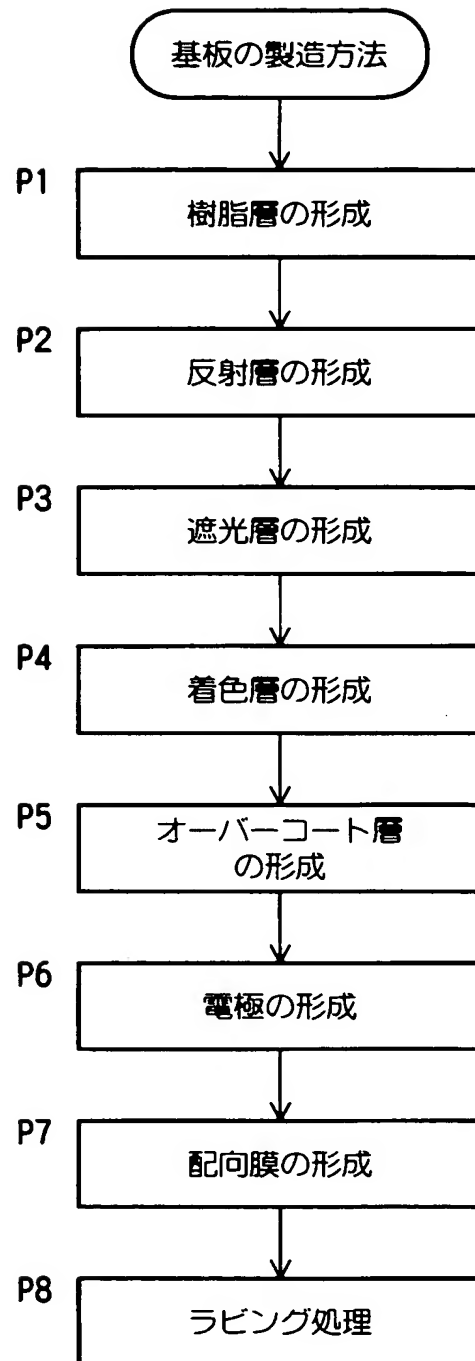 基板の製造方法
P1
樹脂層の形成
P2
反射層の形成
P3
遮光層の形成
P4
着色層の形成
P5
オーバーコート層
の形成
P6
電極の形成
P7
配向膜の形成
P8
ラビング処理